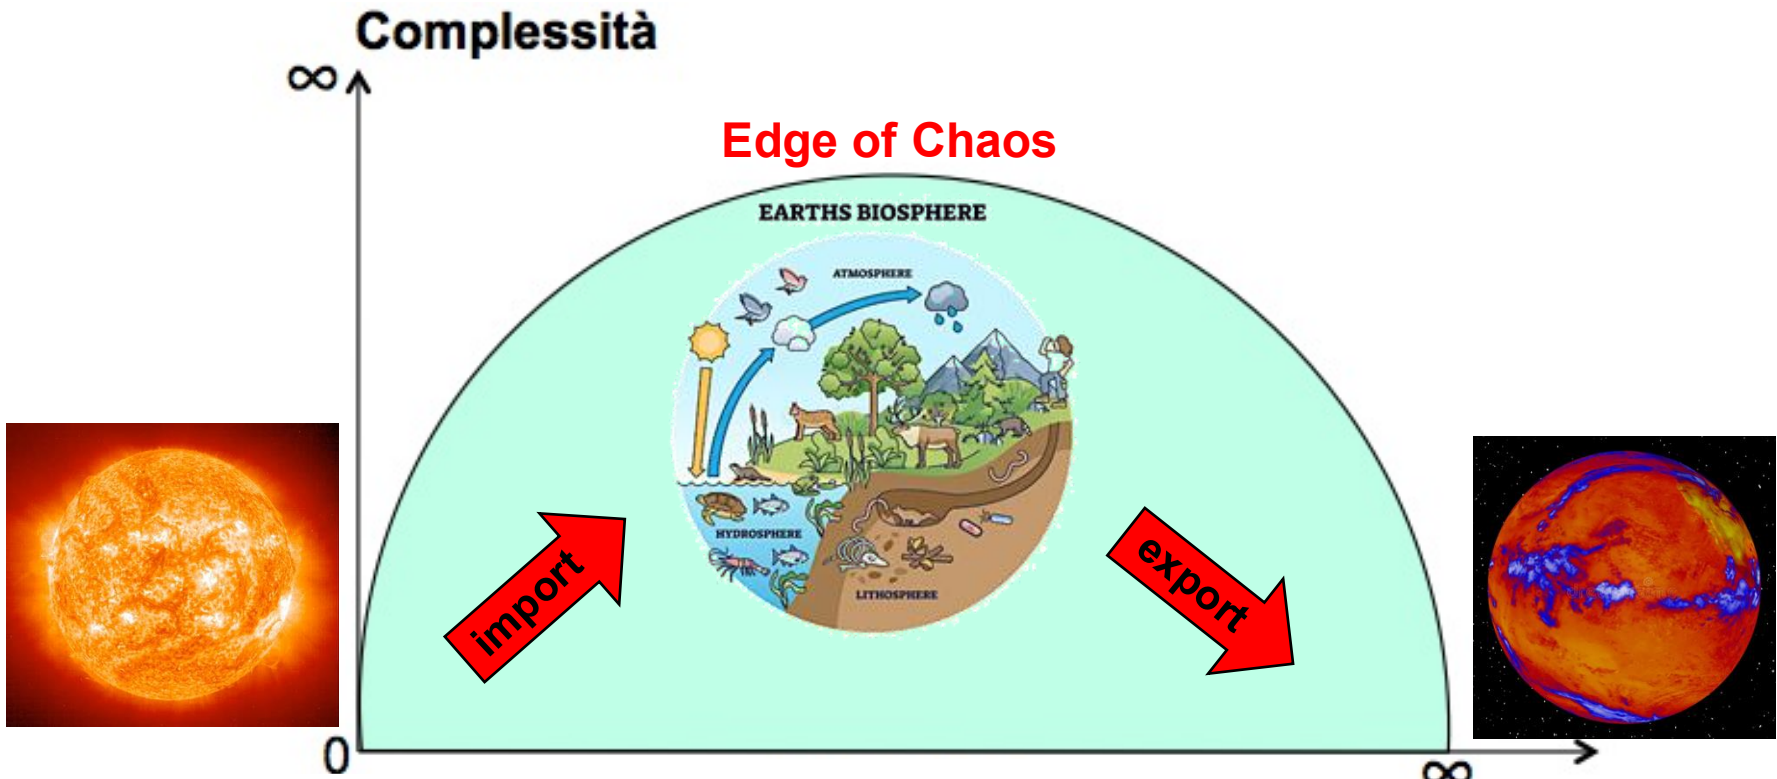 Complessità
∞
Edge of Chaos
EARTHS BIOSPHERE
ATMOSPHERE
HYDROSPHERE
LITHOSPHERE
import
export
0
∞